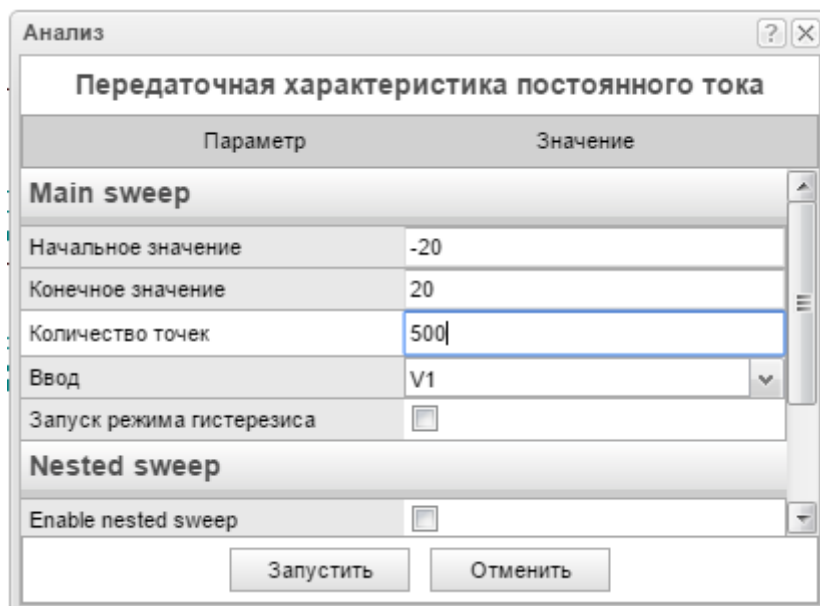 Анализ
Передаточная характеристика постоянного тока
Параметр Значение
Main sweep
Начальное значение -20
Конечное значение 20
Количество точек 500
Ввод V1
Запуск режима гистерезиса
Nested sweep
Enable nested sweep
Запустить Отменить